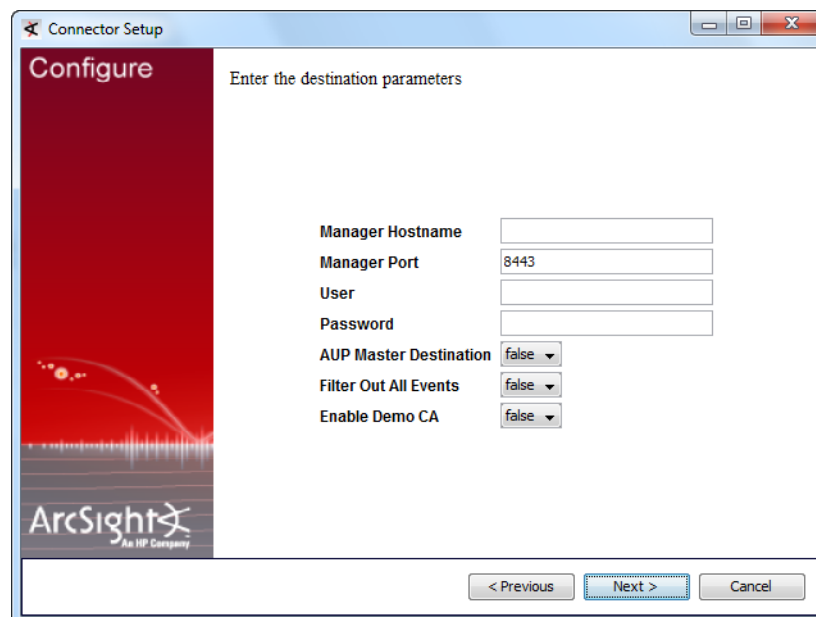 Connector Setup
Configure
Enter the destination parameters
Manager Hostname
Manager Port 8443
User
Password
AUP Master Destination false
Filter Out All Events false
Enable Demo CA false
ArcSight
An HP Company
< Previous Next > Cancel